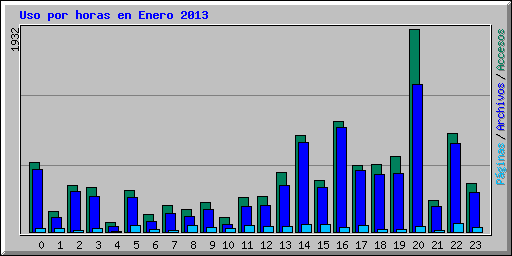 Uso por horas en Enero 2013
1932
Páginas / Archivos / Accesos
0 1 2 3 4 5 6 7 8 9 10 11 12 13 14 15 16 17 18 19 20 21 22 23